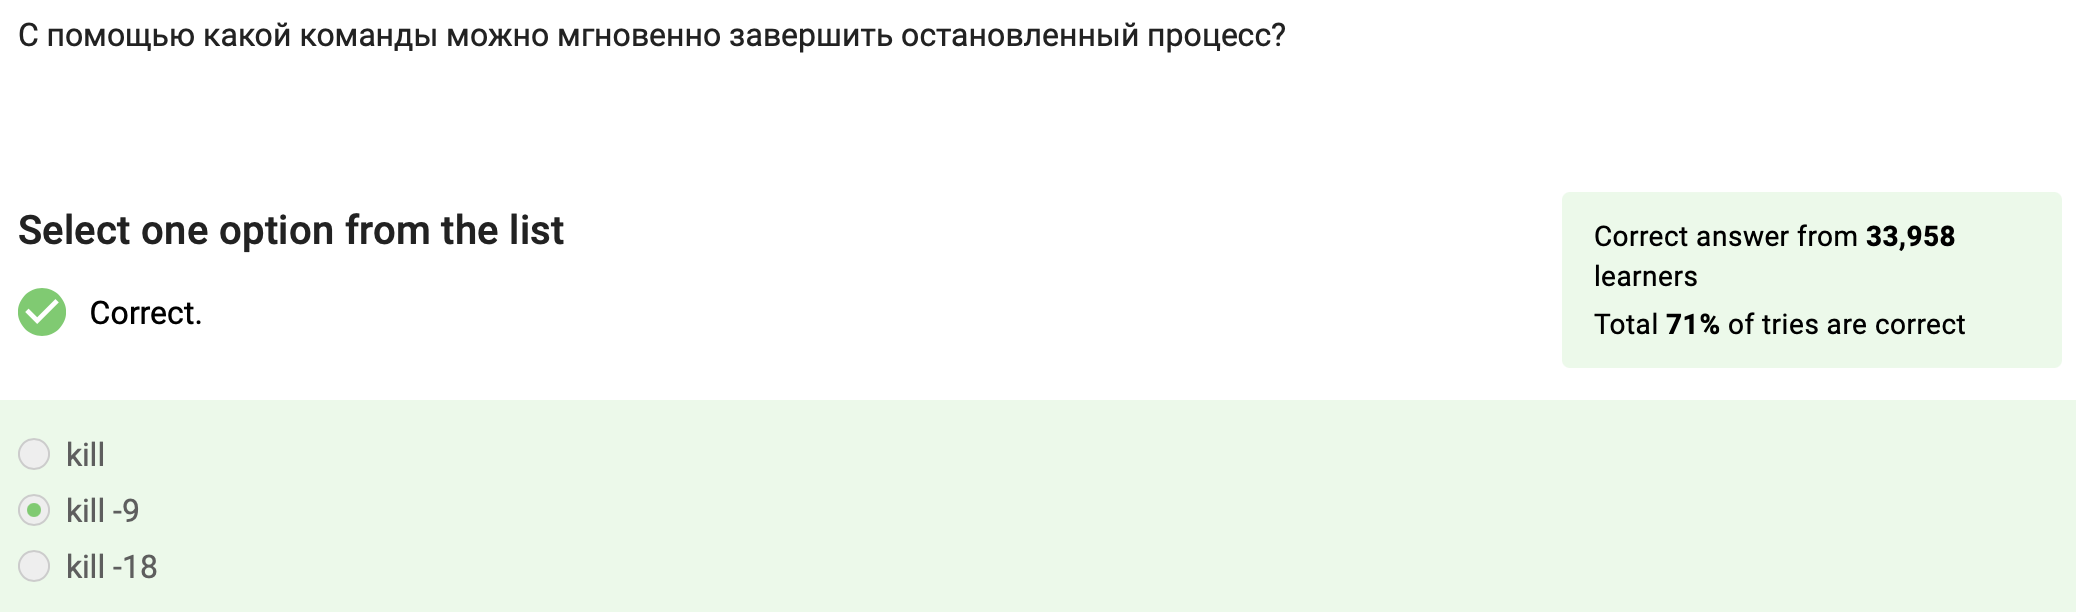 С помощью какой команды можно мгновенно завершить остановленный процесс?
Select one option from the list
Correct.
Correct answer from 33,958
learners
Total 71% of tries are correct
kill
kill -9
kill -18